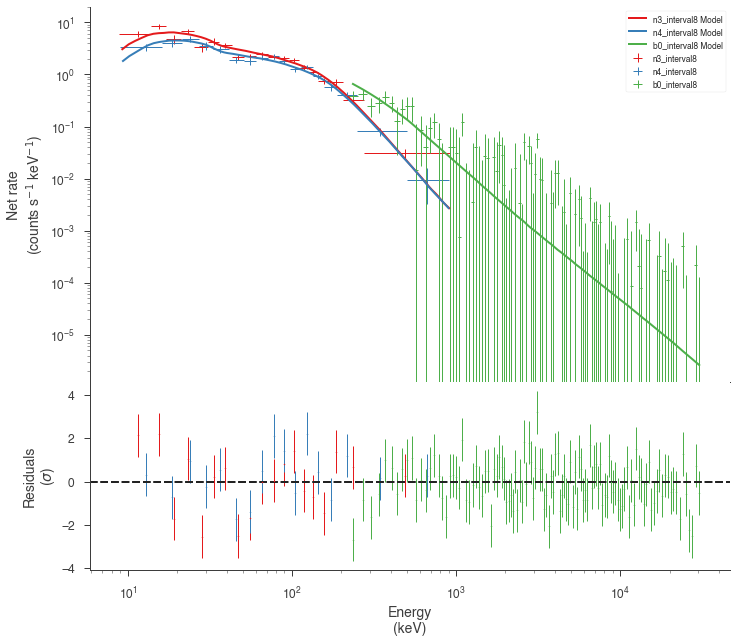 n3_interval8 Model
n4_interval8 Model
b0_interval8 Model
n3_interval8
n4_interval8
b0_interval8
Net rate
(counts s⁻¹ keV⁻¹)
10¹
10⁰
10⁻¹
10⁻²
10⁻³
10⁻⁴
10⁻⁵
Residuals
(σ)
4
2
0
−2
−4
10¹ 10² 10³ 10⁴
Energy
(keV)